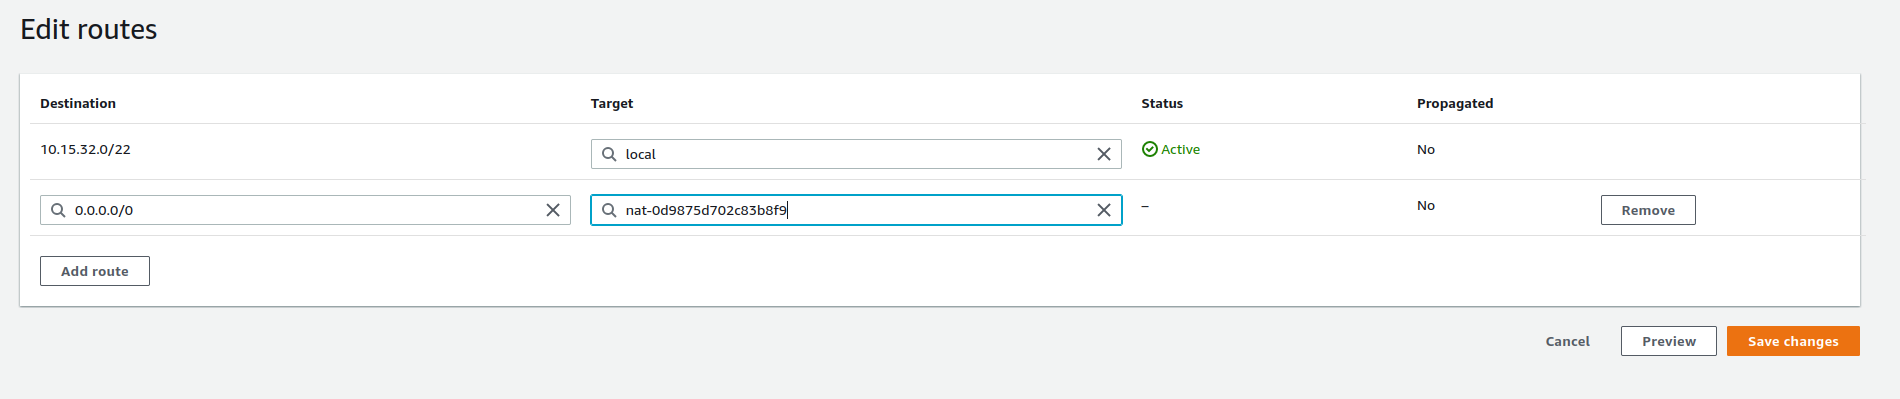 Edit routes
Destination Target Status Propagated
10.15.32.0/22 local Active No
0.0.0.0/0 nat-0d9875d702c83b8f9 – No Remove
Add route
Cancel Preview Save changes